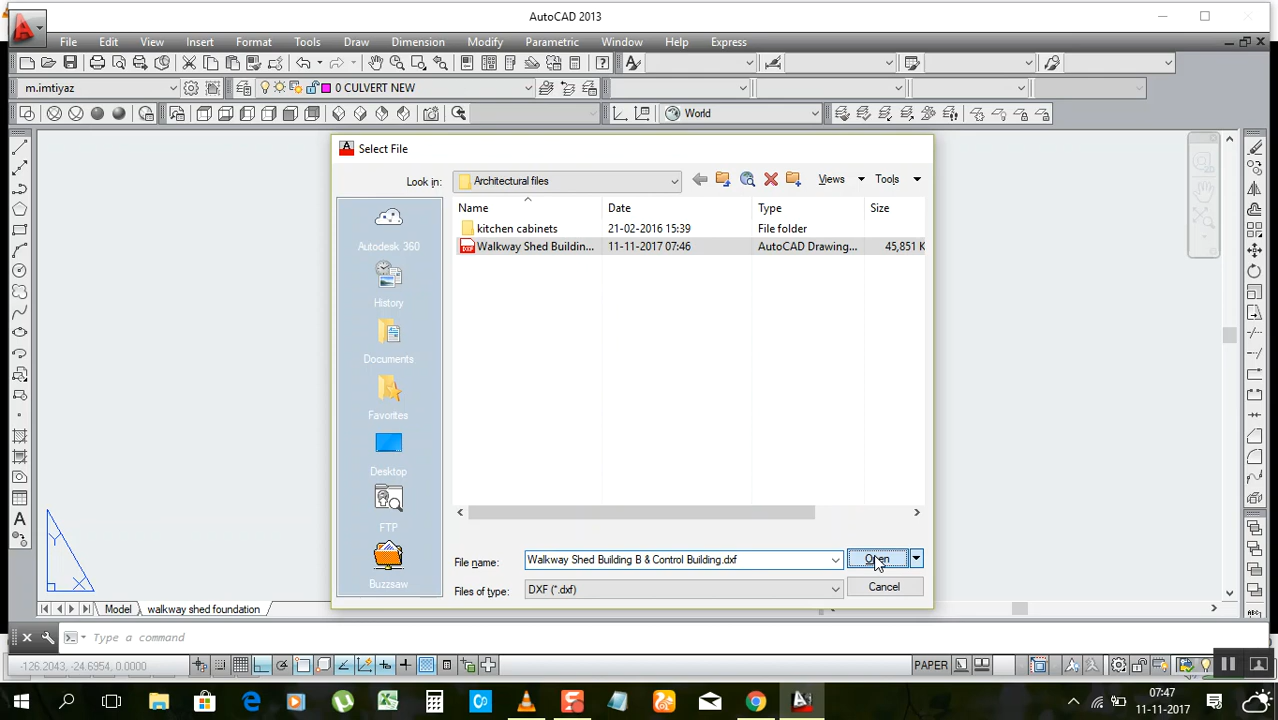 AutoCAD 2013
File Edit View Insert Format Tools Draw Dimension Modify Parametric Window Help Express
m.imtiyaz
0 CULVERT NEW
World
Select File
Look in:
Architectural files
Views
Tools
Name Date Type Size
kitchen cabinets 21-02-2016 15:39 File folder
Walkway Shed Buildin... 11-11-2017 07:46 AutoCAD Drawing... 45,851 K
Autodesk 360
History
Documents
Favorites
Desktop
FTP
Buzzsaw
File name:
Walkway Shed Building B & Control Building.dxf
Open
Files of type:
DXF (*.dxf)
Cancel
Y
X
Model walkway shed foundation
Type a command
-126.2043, -24.6954, 0.0000
PAPER
07:47
11-11-2017